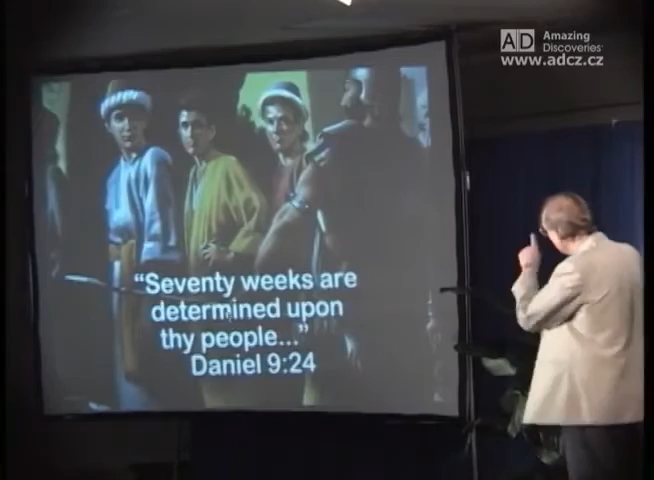 AD Amazing
Discoveries
www.adcz.cz
“Seventy weeks are
determined upon
thy people...”
Daniel 9:24